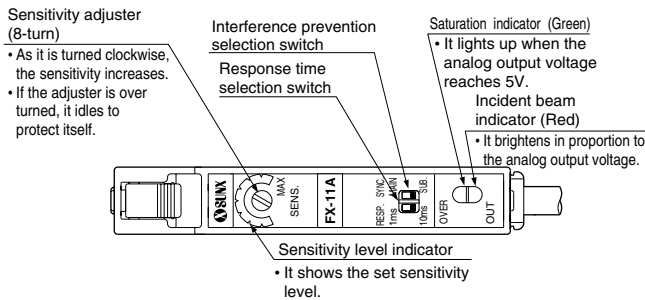 Sensitivity adjuster
(8-turn)
• As it is turned clockwise,
the sensitivity increases.
• If the adjuster is over
turned, it idles to
protect itself.
Interference prevention
selection switch
Response time
selection switch
Saturation indicator (Green)
• It lights up when the
analog output voltage
reaches 5V.
Incident beam
indicator (Red)
• It brightens in proportion to
the analog output voltage.
SUNX
MAX
SENS.
FX-11A
RESP. SYNC.
1ms MAIN
10ms SUB.
OVER
OUT
Sensitivity level indicator
• It shows the set sensitivity
level.